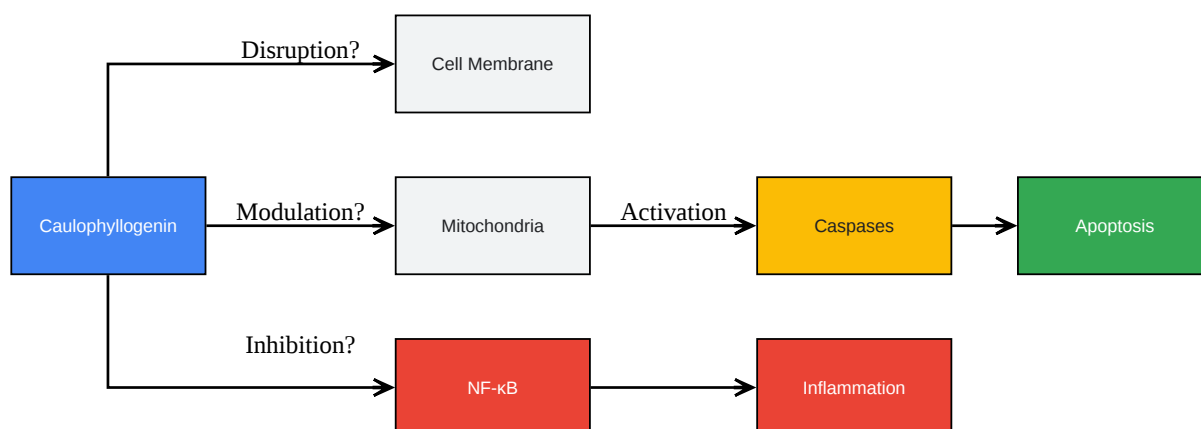 Disruption?
Cell Membrane
Caulophyllogenin
Modulation?
Mitochondria
Activation
Caspases
Apoptosis
Inhibition?
NF-κB
Inflammation